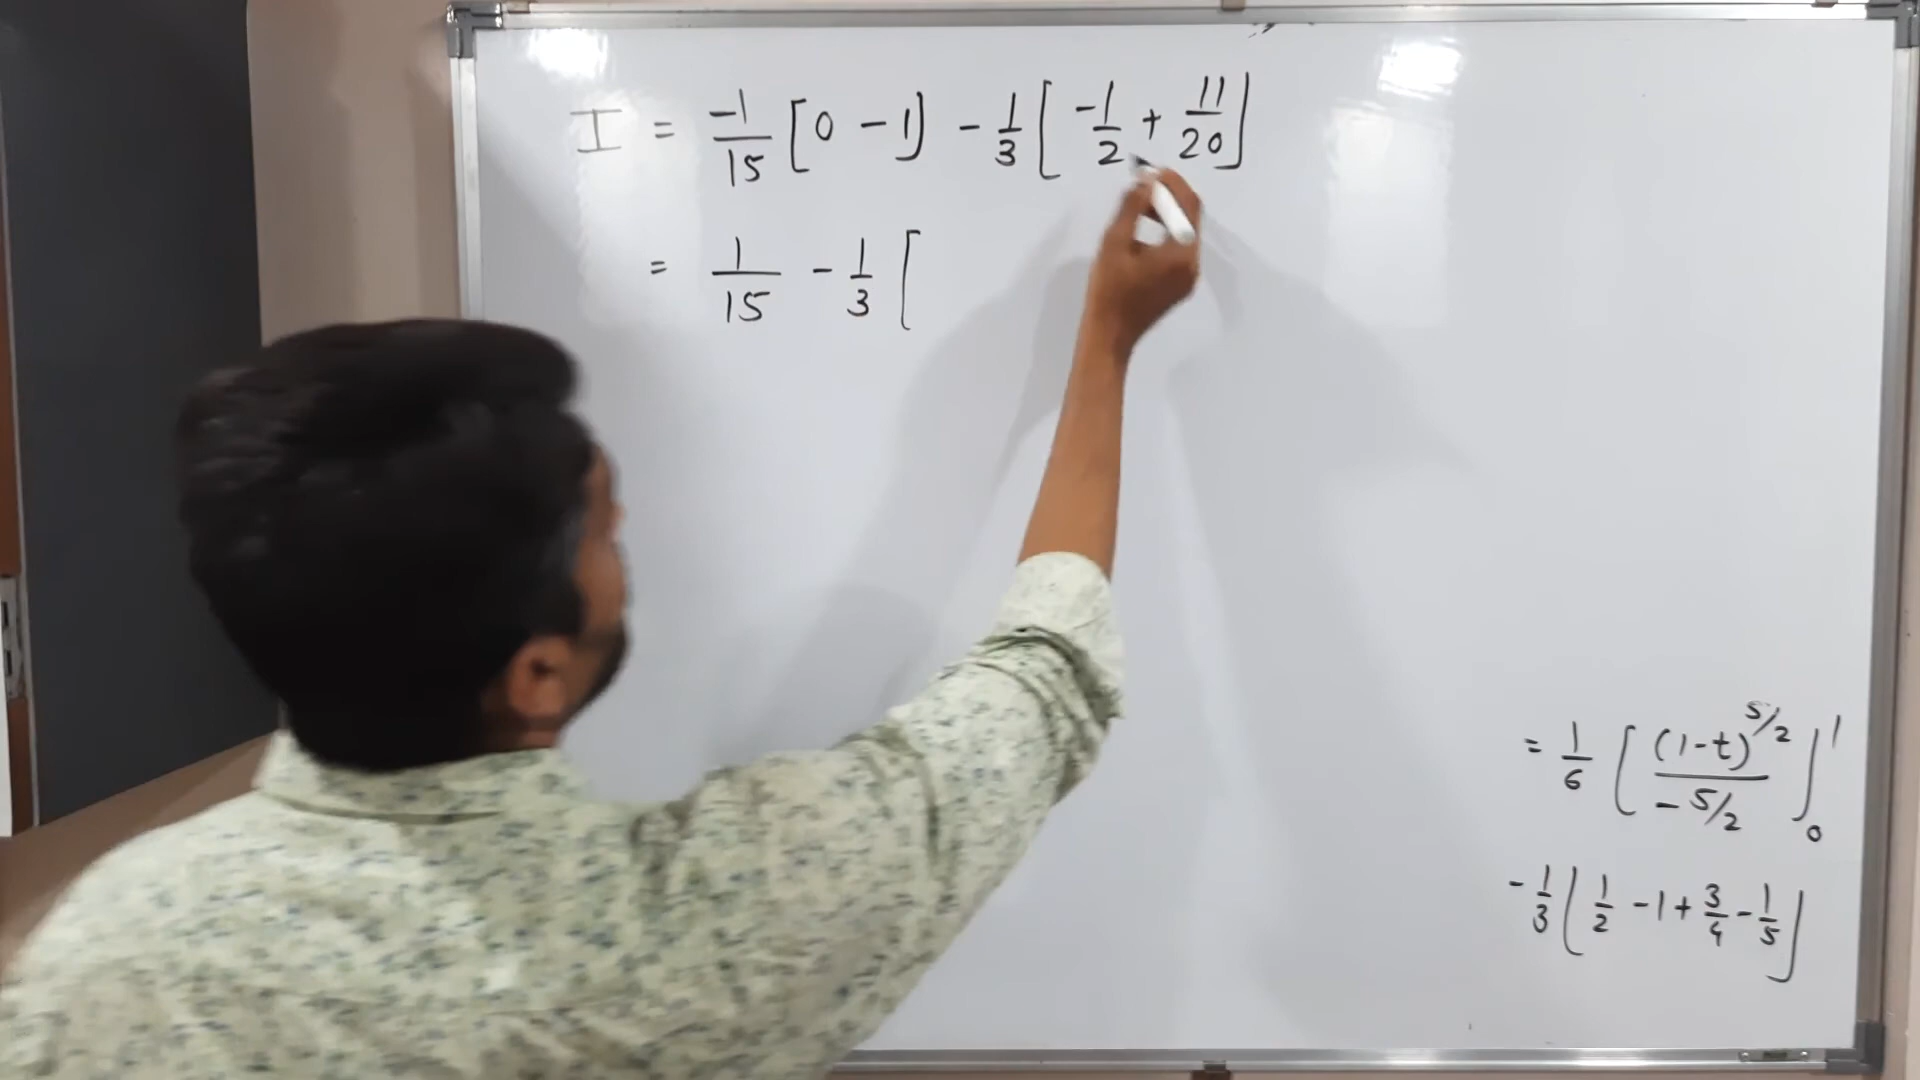 I = -1/15 [0 - 1] - 1/3 [-1/2 + 11/20]
= 1/15 - 1/3 [
= 1/6 [(1-t)^5/2 / -5/2]_0^1
-1/3 [1/2 - 1 + 3/4 - 1/5]